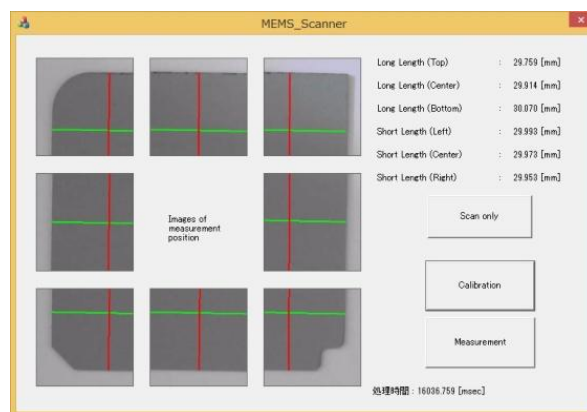 MEMS_Scanner
Long Length (Top) : 29.759 [mm]
Long Length (Center) : 29.914 [mm]
Long Length (Bottom) : 30.070 [mm]
Short Length (Left) : 29.993 [mm]
Short Length (Center) : 29.973 [mm]
Short Length (Right) : 29.953 [mm]
Images of
measurement
position
Scan only
Calibration
Measurement
処理時間 : 16036.759 [msec]